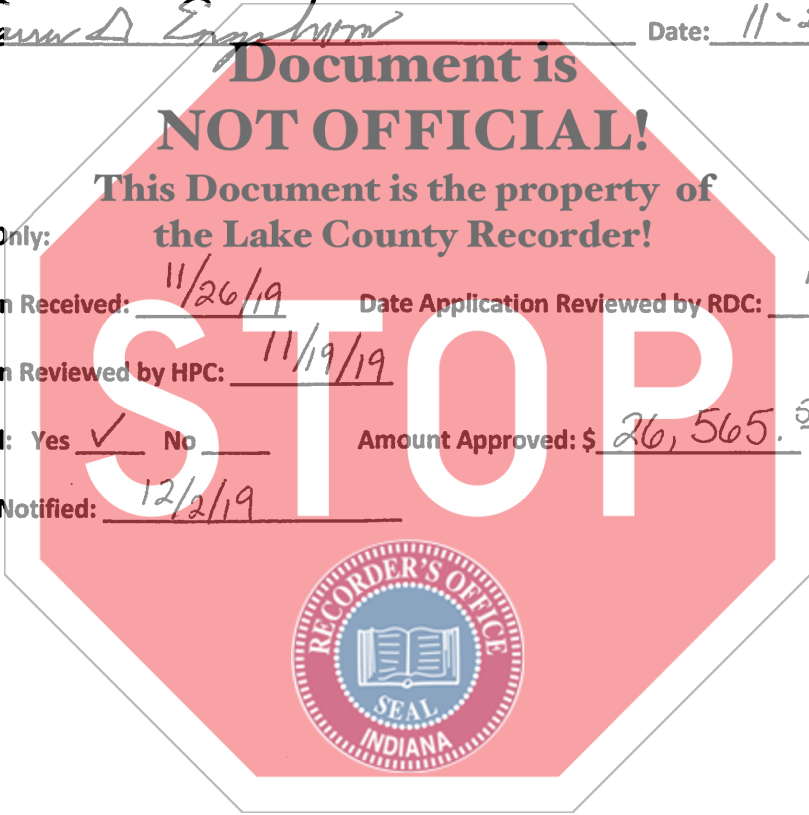 Date: 11-2
Document is
NOT OFFICIAL!
This Document is the property of
the Lake County Recorder!
Only:
n Received: 11/26/19 Date Application Reviewed by RDC:
n Reviewed by HPC: 11/19/19
: Yes ✓ No Amount Approved: $ 26,565.
Notified: 12/2/19
STOP
RECORDER'S OFFICE
SEAL
INDIANA